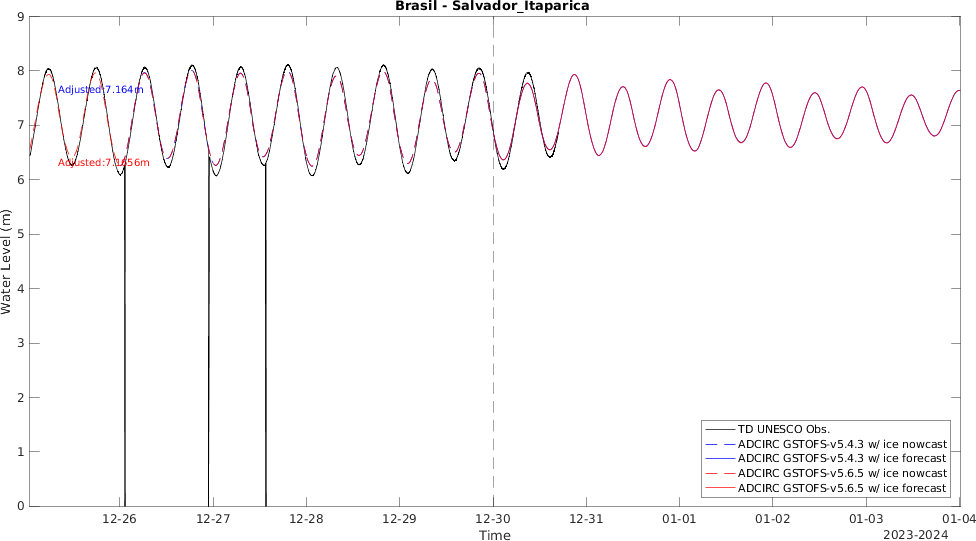 Brasil - Salvador_Itaparica
9
8
7
6
5
4
3
2
1
0
Water Level (m)
Adjusted:7.164m
TD UNESCO Obs.
ADCIRC GSTOFS-v5.4.3 w/ ice nowcast
ADCIRC GSTOFS-v5.4.3 w/ ice forecast
ADCIRC GSTOFS-v5.6.5 w/ ice nowcast
ADCIRC GSTOFS-v5.6.5 w/ ice forecast
12-26 12-27 12-28 12-29 12-30 12-31 01-01 01-02 01-03 01-04
Time
2023-2024